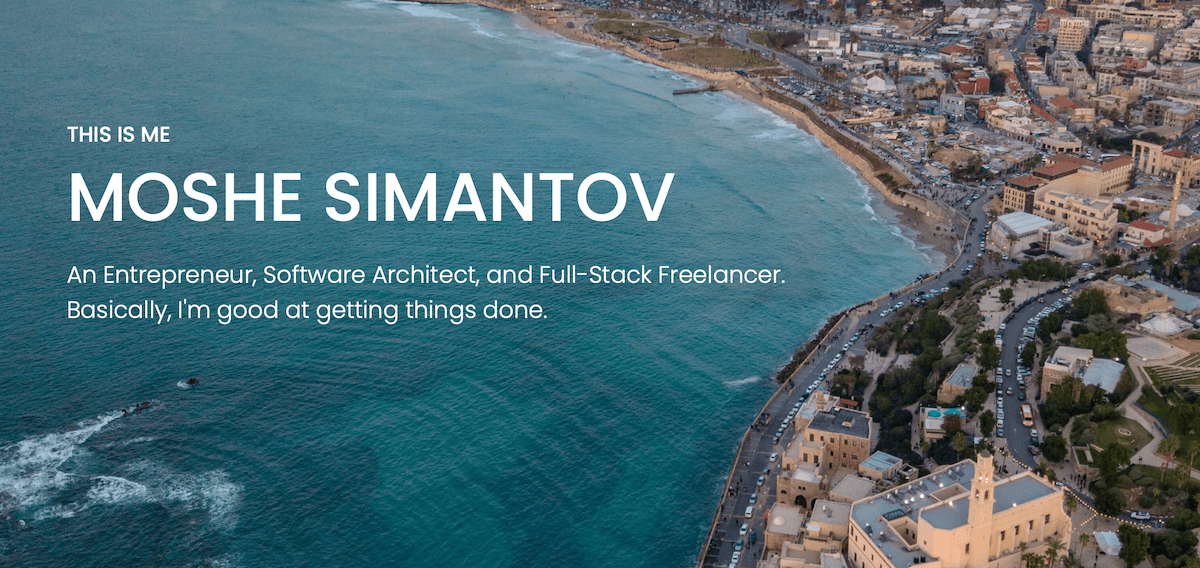 THIS IS ME
MOSHE SIMANTOV
An Entrepreneur, Software Architect, and Full-Stack Freelancer.
Basically, I'm good at getting things done.